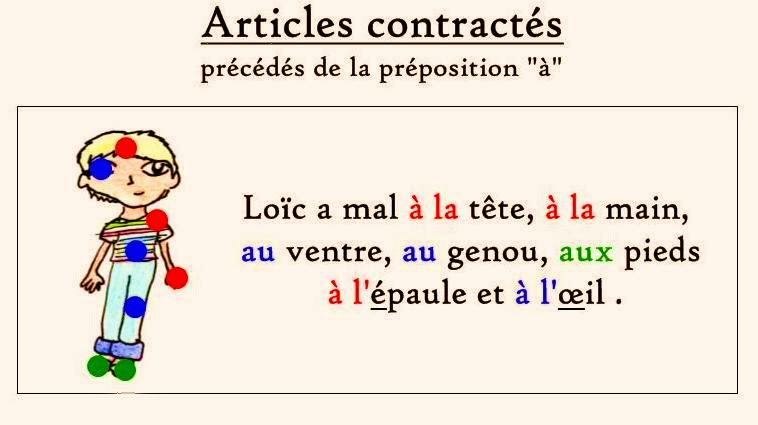 Articles contractés
précédés de la préposition "à"
Loïc a mal à la tête, à la main,
au ventre, au genou, aux pieds
à l'épaule et à l'œil .